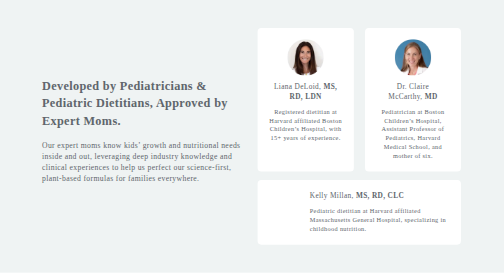 Developed by Pediatricians &
Pediatric Dietitians, Approved by
Expert Moms.
Our expert moms know kids’ growth and nutritional needs
inside and out, leveraging deep industry knowledge and
clinical experiences to help us perfect our science-first,
plant-based formulas for families everywhere.
Liana DeLoid, MS,
RD, LDN
Registered dietitian at
Harvard affiliated Boston
Children’s Hospital, with
15+ years of experience.
Dr. Claire
McCarthy, MD
Pediatrician at Boston
Children’s Hospital,
Assistant Professor of
Pediatrics, Harvard
Medical School, and
mother of six.
Kelly Millan, MS, RD, CLC
Pediatric dietitian at Harvard affiliated
Massachusetts General Hospital, specializing in
childhood nutrition.